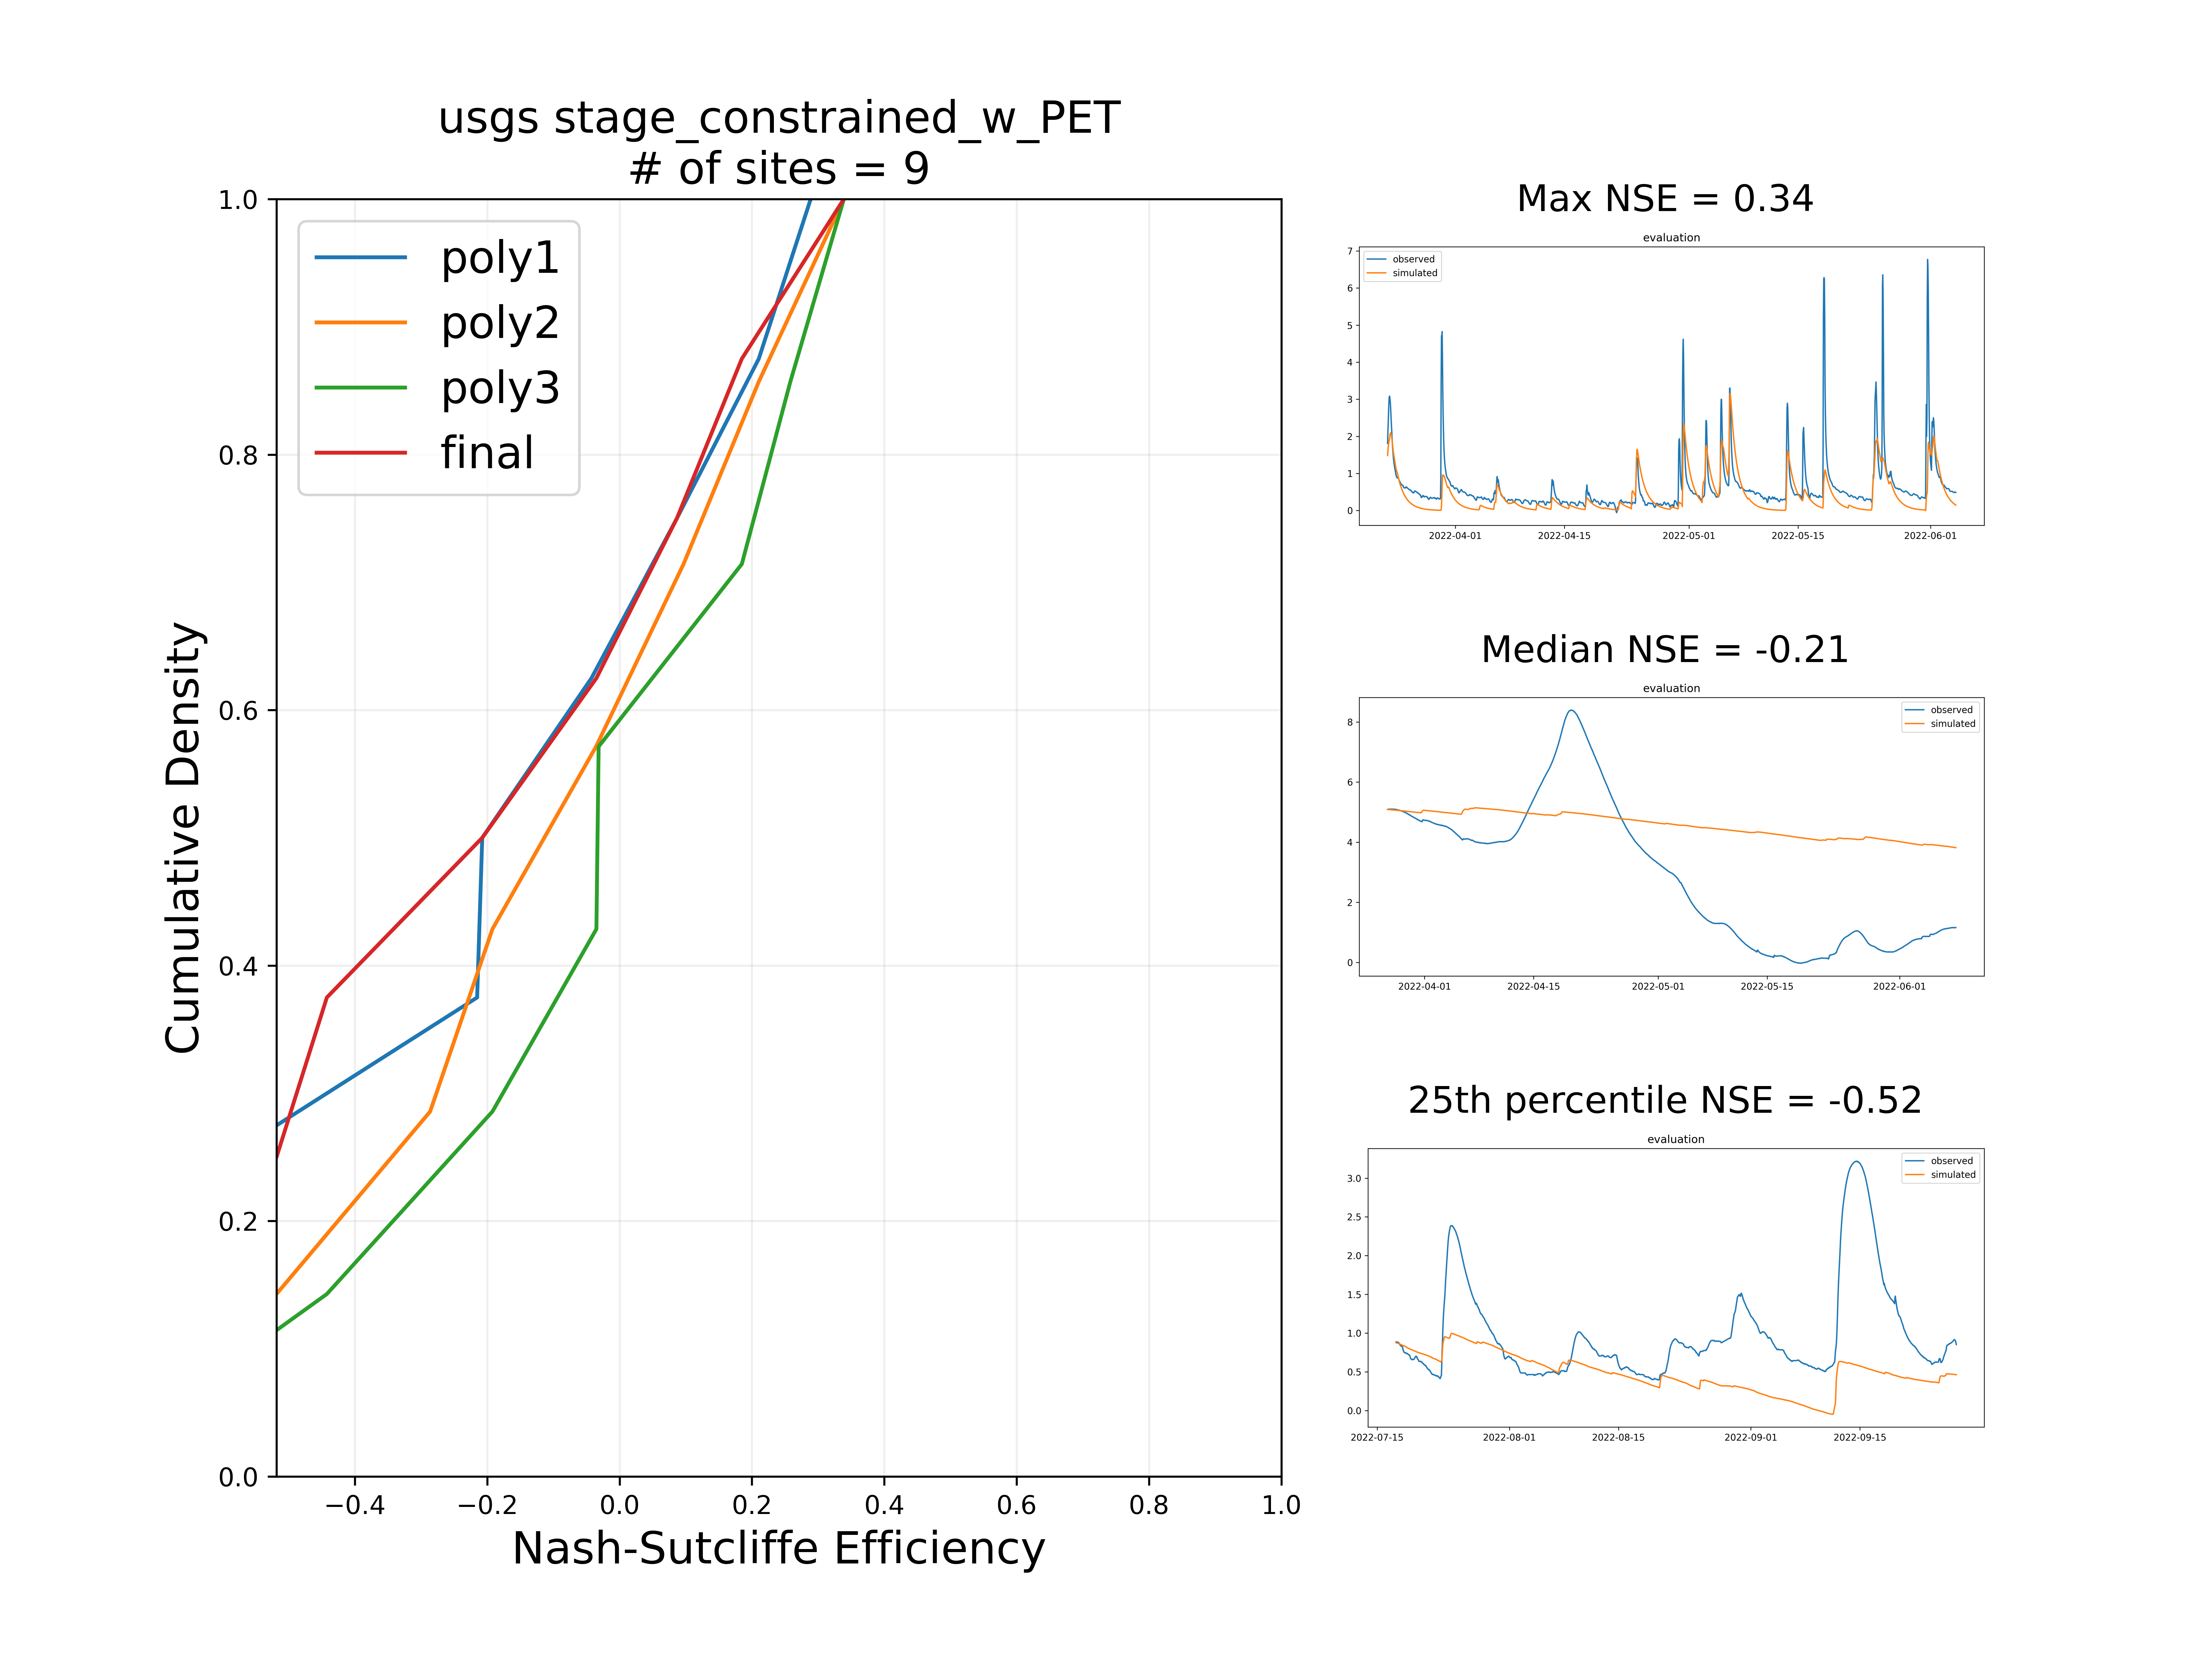 usgs stage_constrained_w_PET
# of sites = 9
1.0
0.8
0.6
0.4
0.2
0.0
Cumulative Density
poly1
poly2
poly3
final
−0.4
−0.2
0.0
0.2
0.4
0.6
0.8
1.0
Nash-Sutcliffe Efficiency
Max NSE = 0.34
evaluation
observed
simulated
7
6
5
4
3
2
1
0
2022-04-01
2022-04-15
2022-05-01
2022-05-15
2022-06-01
Median NSE = -0.21
evaluation
observed
simulated
8
6
4
2
0
2022-04-01
2022-04-15
2022-05-01
2022-05-15
2022-06-01
25th percentile NSE = -0.52
evaluation
observed
simulated
3.0
2.5
2.0
1.5
1.0
0.5
0.0
2022-07-15
2022-08-01
2022-08-15
2022-09-01
2022-09-15